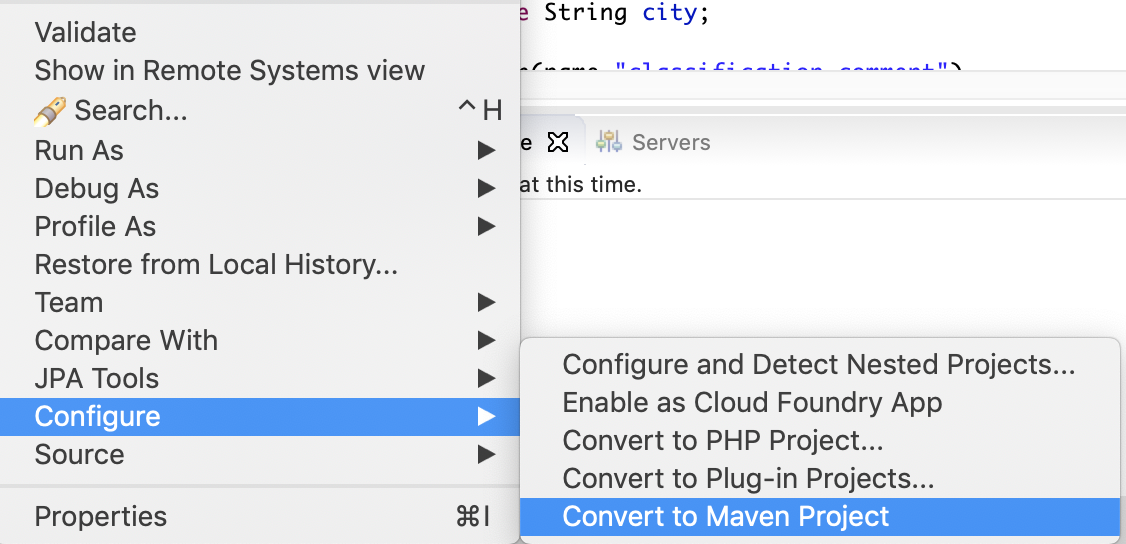 Validate
Show in Remote Systems view
Search... ^ H
Run As
Debug As
Profile As
Restore from Local History...
Team
Compare With
JPA Tools
Configure
Source
Properties ⌘I
e String city;
"classification_comment")
e Servers
at this time.
Configure and Detect Nested Projects...
Enable as Cloud Foundry App
Convert to PHP Project...
Convert to Plug-in Projects...
Convert to Maven Project